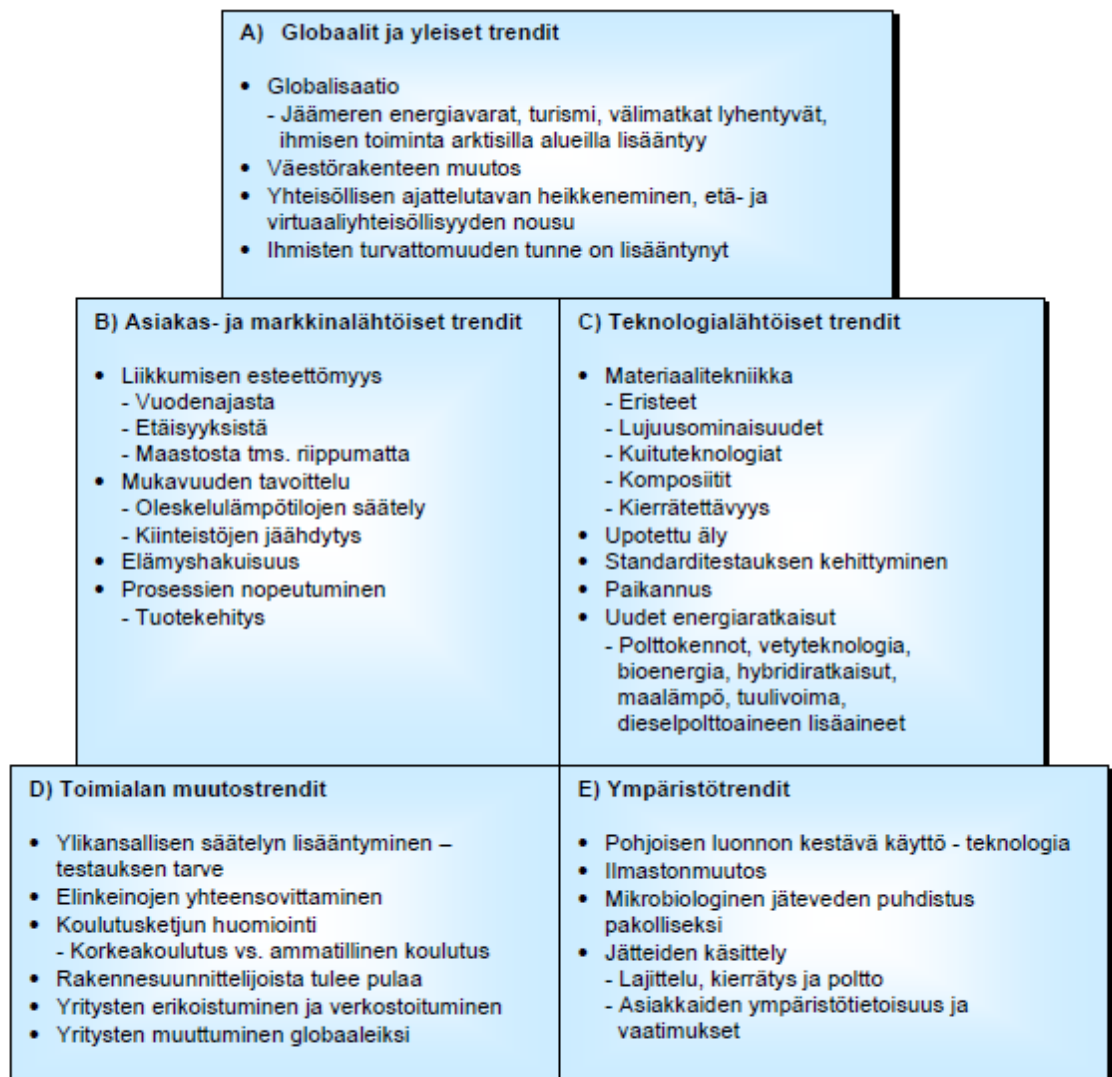 A) Globaalit ja yleiset trendit
• Globalisaatio
- Jäämeren energiavarat, turismi, välimatkat lyhentyvät,
ihmisen toiminta arktisilla alueilla lisääntyy
• Väestörakenteen muutos
• Yhteisöllisen ajattelutavan heikkeneminen, etä- ja
virtuaaliyhteisöllisyyden nousu
• Ihmisten turvattomuuden tunne on lisääntynyt
B) Asiakas- ja markkinalähtöiset trendit
• Liikkumisen esteettömyys
- Vuodenajasta
- Etäisyyksistä
- Maastosta tms. riippumatta
• Mukavuuden tavoittelu
- Oleskelulämpötilojen säätely
- Kiinteistöjen jäähdytys
• Elämyshakuisuus
• Prosessien nopeutuminen
- Tuotekehitys
C) Teknologialähtöiset trendit
• Materiaalitekniikka
- Eristeet
- Lujuusominaisuudet
- Kuituteknologiat
- Komposiitit
- Kierrätettävyys
• Upotettu äly
• Standarditestauksen kehittyminen
• Paikannus
• Uudet energiaratkaisut
- Polttokennot, vetyteknologia,
bioenergia, hybridiratkaisut,
maalämpö, tuulivoima,
dieselpolttoaineen lisäaineet
D) Toimialan muutostrendit
• Ylikansallisen säätelyn lisääntyminen –
testauksen tarve
• Elinkeinojen yhteensovittaminen
• Koulutusketjun huomiointi
- Korkeakoulutus vs. ammatillinen koulutus
• Rakennesuunnittelijoista tulee pulaa
• Yritysten erikoistuminen ja verkostoituminen
• Yritysten muuttuminen globaaleiksi
E) Ympäristötrendit
• Pohjoisen luonnon kestävä käyttö - teknologia
• Ilmastonmuutos
• Mikrobiologinen jäteveden puhdistus
pakolliseksi
• Jätteiden käsittely
- Lajittelu, kierrätys ja poltto
- Asiakkaiden ympäristötietoisuus ja
vaatimukset